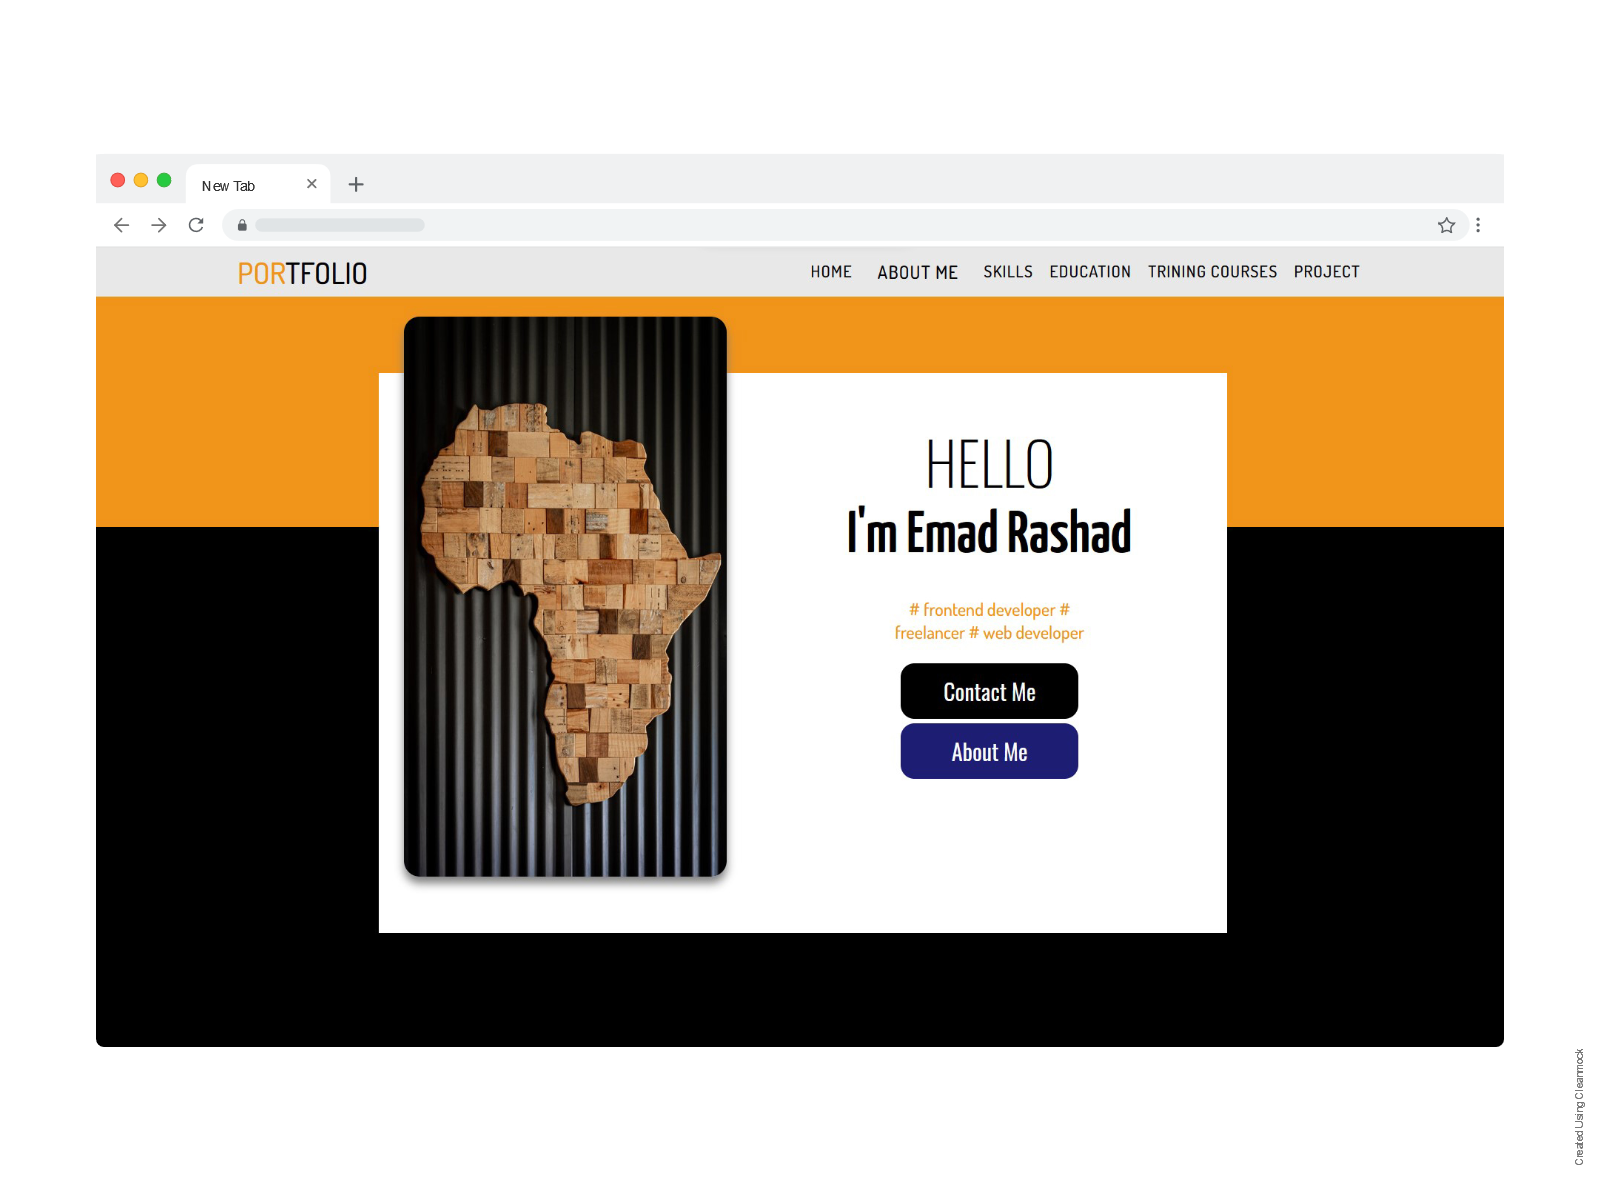 New Tab
PORTFOLIO
HOME ABOUT ME SKILLS EDUCATION TRINING COURSES PROJECT
HELLO
I'm Emad Rashad
# frontend developer #
freelancer # web developer
Contact Me
About Me
Created Using Cleanmock